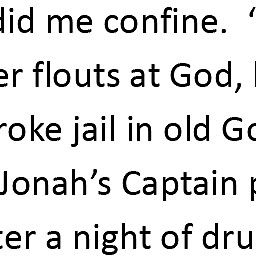 did me confine. ‘
er flouts at God,
roke jail in old Go
Jonah’s Captain p
ter a night of dru